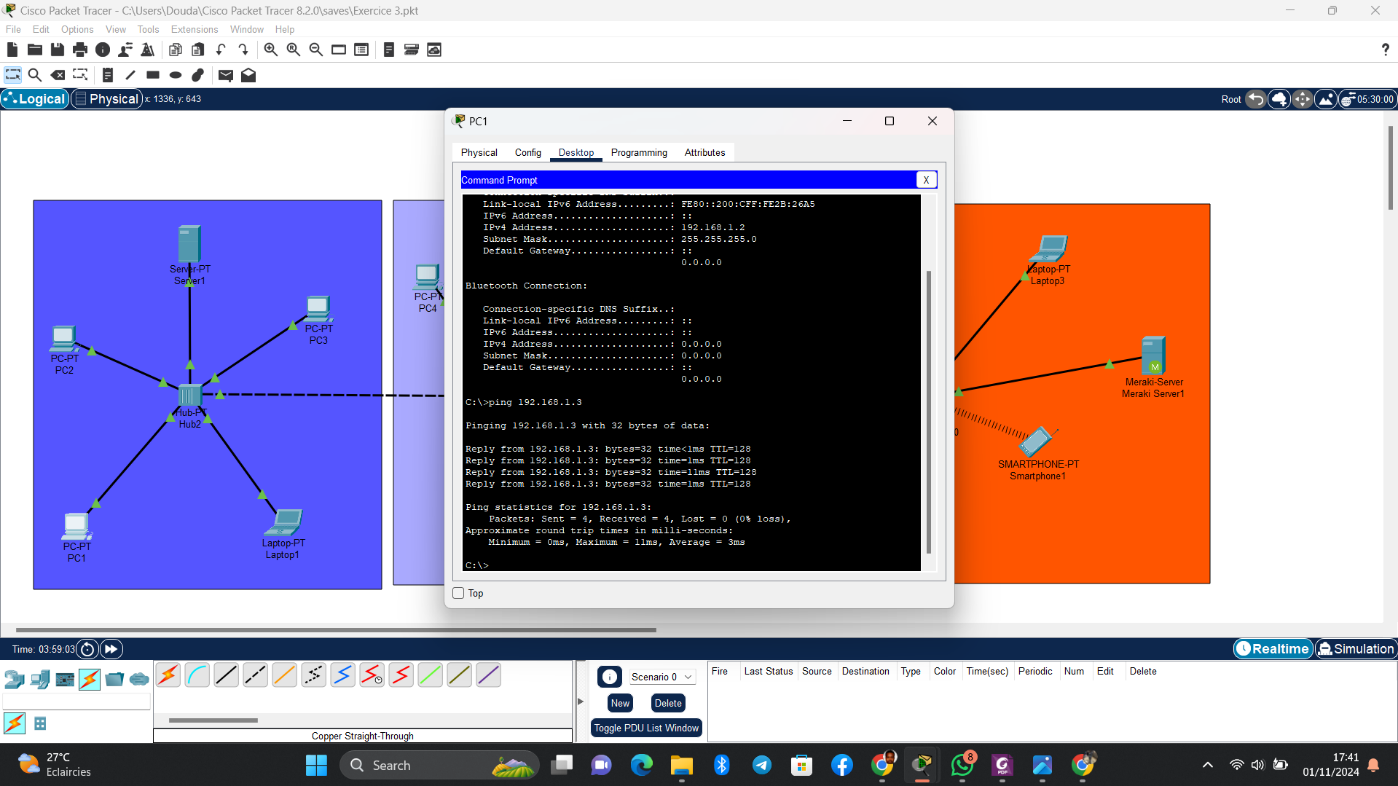 Cisco Packet Tracer - C:\Users\Douda\Cisco Packet Tracer 8.2.0\saves\Exercice 3.pkt
File Edit Options View Tools Extensions Window Help
?
Logical Physical x: 1336, y: 643
Root 05:30:00
PC1
Physical Config Desktop Programming Attributes
Command Prompt X
Link-local IPv6 Address.........: FE80::200:CFF:FE2B:26A5
IPv6 Address....................: ::
IPv4 Address....................: 192.168.1.2
Subnet Mask.....................: 255.255.255.0
Default Gateway.................: ::
0.0.0.0
Bluetooth Connection:
Connection-specific DNS Suffix..:
Link-local IPv6 Address.........: ::
IPv6 Address....................: ::
IPv4 Address....................: 0.0.0.0
Subnet Mask.....................: 0.0.0.0
Default Gateway.................: ::
0.0.0.0
C:\>ping 192.168.1.3
Pinging 192.168.1.3 with 32 bytes of data:
Reply from 192.168.1.3: bytes=32 time<1ms TTL=128
Reply from 192.168.1.3: bytes=32 time=1ms TTL=128
Reply from 192.168.1.3: bytes=32 time=11ms TTL=128
Reply from 192.168.1.3: bytes=32 time=1ms TTL=128
Ping statistics for 192.168.1.3:
Packets: Sent = 4, Received = 4, Lost = 0 (0% loss),
Approximate round trip times in milli-seconds:
Minimum = 0ms, Maximum = 11ms, Average = 3ms
C:\>
Top
Server-PT
Server1
PC-PT
PC3
PC-PT
PC2
Hub-PT
Hub2
PC-PT
PC1
Laptop-PT
Laptop1
PC-PT
PC4
Laptop-PT
Laptop3
Meraki-Server
Meraki Server1
0
SMARTPHONE-PT
Smartphone1
Time: 03:59:03
Realtime Simulation
Scenario 0
New Delete
Toggle PDU List Window
Fire Last Status Source Destination Type Color Time(sec) Periodic Num Edit Delete
Copper Straight-Through
27°C
Eclaircies
Search
8
17:41
01/11/2024